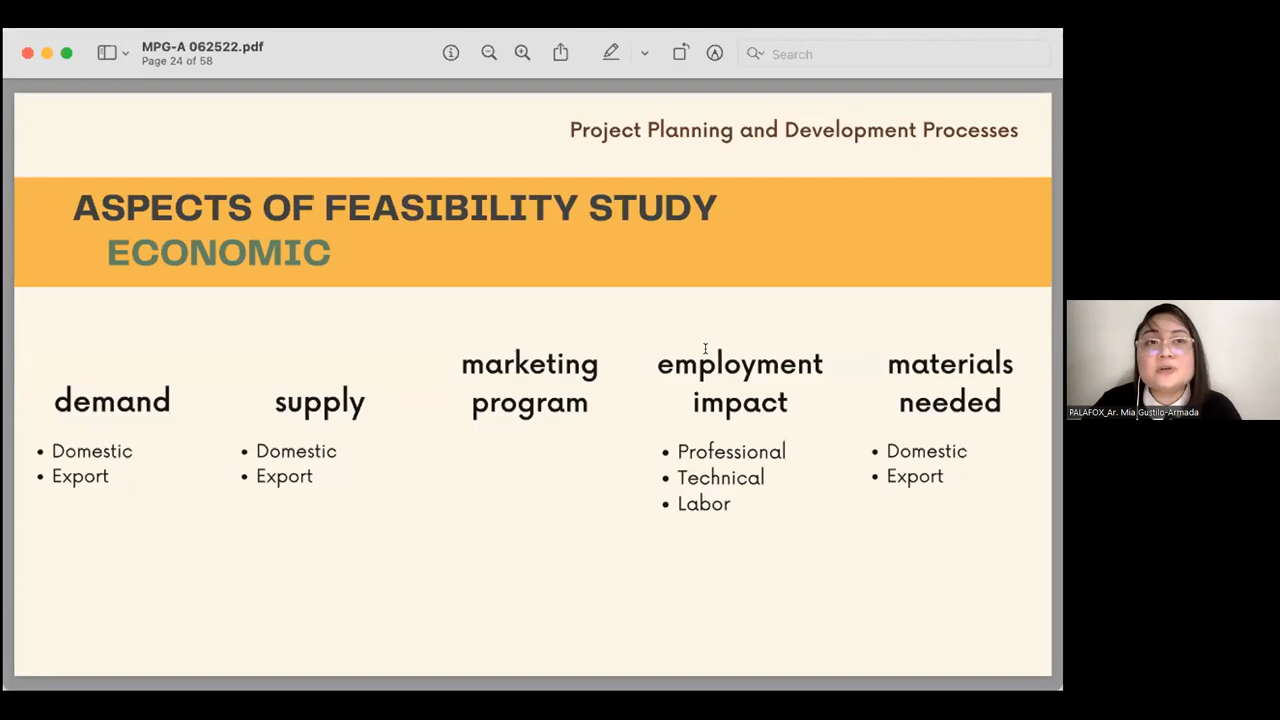 MPG-A 062522.pdf
Page 24 of 58
Search
Project Planning and Development Processes
ASPECTS OF FEASIBILITY STUDY
ECONOMIC
demand
• Domestic
• Export
supply
• Domestic
• Export
marketing
program
employment
impact
• Professional
• Technical
• Labor
materials
needed
• Domestic
• Export
PALAFOX_Ar. Mia Gustilo-Armada